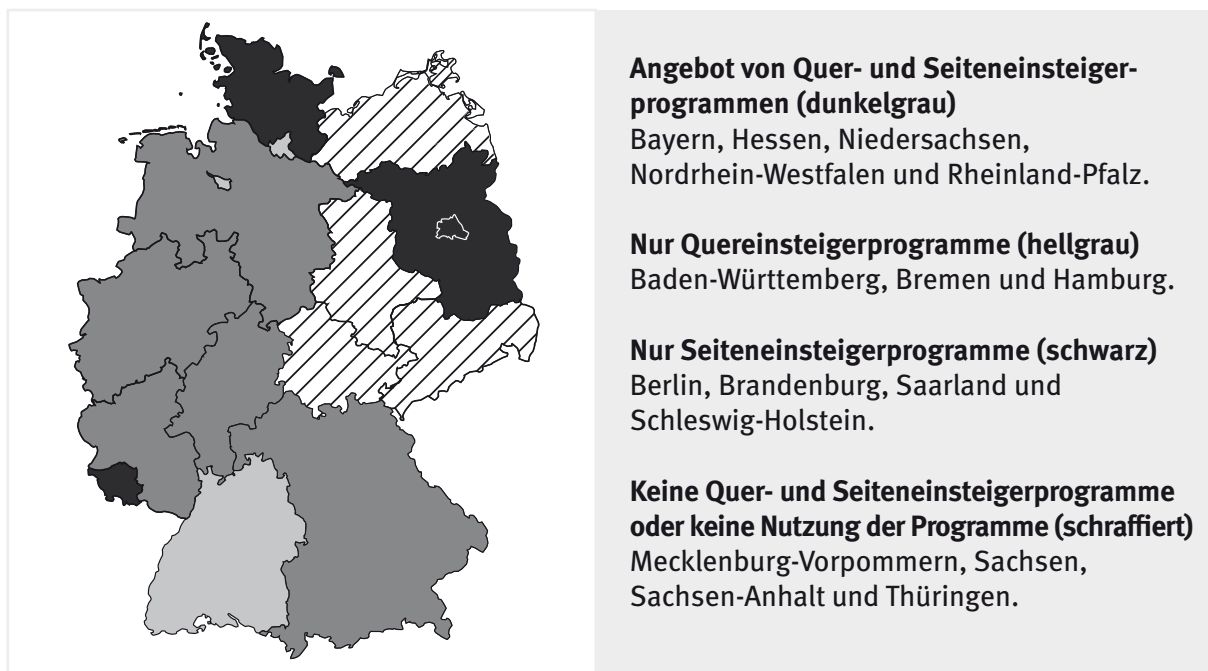 Angebot von Quer- und Seiteneinsteiger-
programmen (dunkelgrau)
Bayern, Hessen, Niedersachsen,
Nordrhein-Westfalen und Rheinland-Pfalz.
Nur Quereinsteigerprogramme (hellgrau)
Baden-Württemberg, Bremen und Hamburg.
Nur Seiteneinsteigerprogramme (schwarz)
Berlin, Brandenburg, Saarland und
Schleswig-Holstein.
Keine Quer- und Seiteneinsteigerprogramme
oder keine Nutzung der Programme (schraffiert)
Mecklenburg-Vorpommern, Sachsen,
Sachsen-Anhalt und Thüringen.